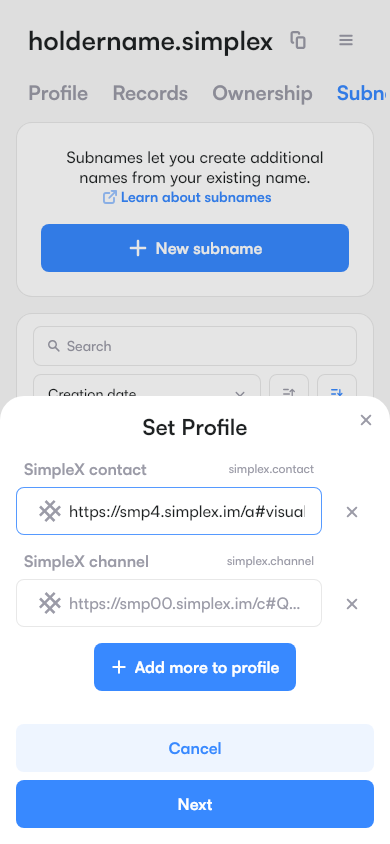 holdername.simplex
Profile Records Ownership Subn
Subnames let you create additional
names from your existing name.
Learn about subnames
New subname
Search
Creation date
Set Profile
SimpleX contact simplex.contact
https://smp4.simplex.im/a#visual
SimpleX channel simplex.channel
https://smp00.simplex.im/c#Q...
Add more to profile
Cancel
Next